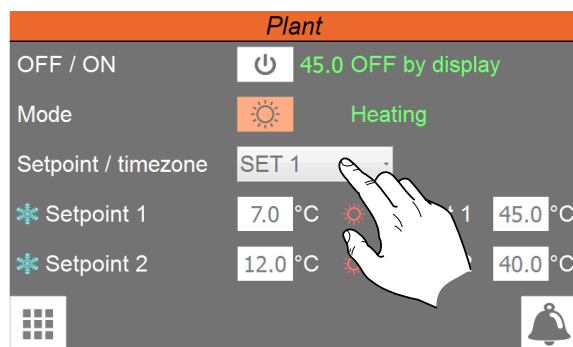 Plant
OFF / ON 45.0 OFF by display
Mode Heating
Setpoint / timezone SET 1
Setpoint 1 7.0 °C 1 45.0 °C
Setpoint 2 12.0 °C 40.0 °C